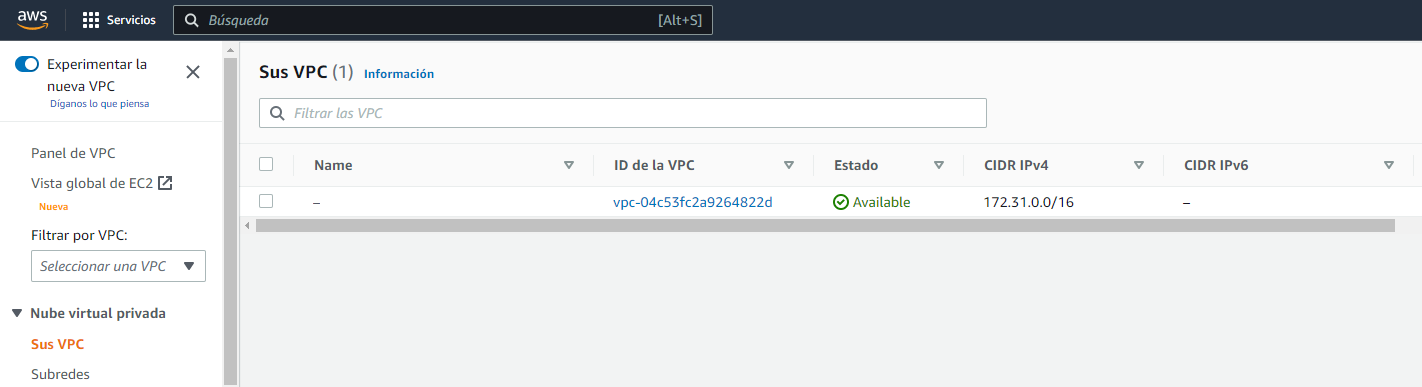 aws
Servicios
Búsqueda
[Alt+S]
Experimentar la
nueva VPC
Díganos lo que piensa
Panel de VPC
Vista global de EC2
Nueva
Filtrar por VPC:
Seleccionar una VPC
Nube virtual privada
Sus VPC
Subredes
Sus VPC (1) Información
Filtrar las VPC
Name ID de la VPC Estado CIDR IPv4 CIDR IPv6
– vpc-04c53fc2a9264822d Available 172.31.0.0/16 –